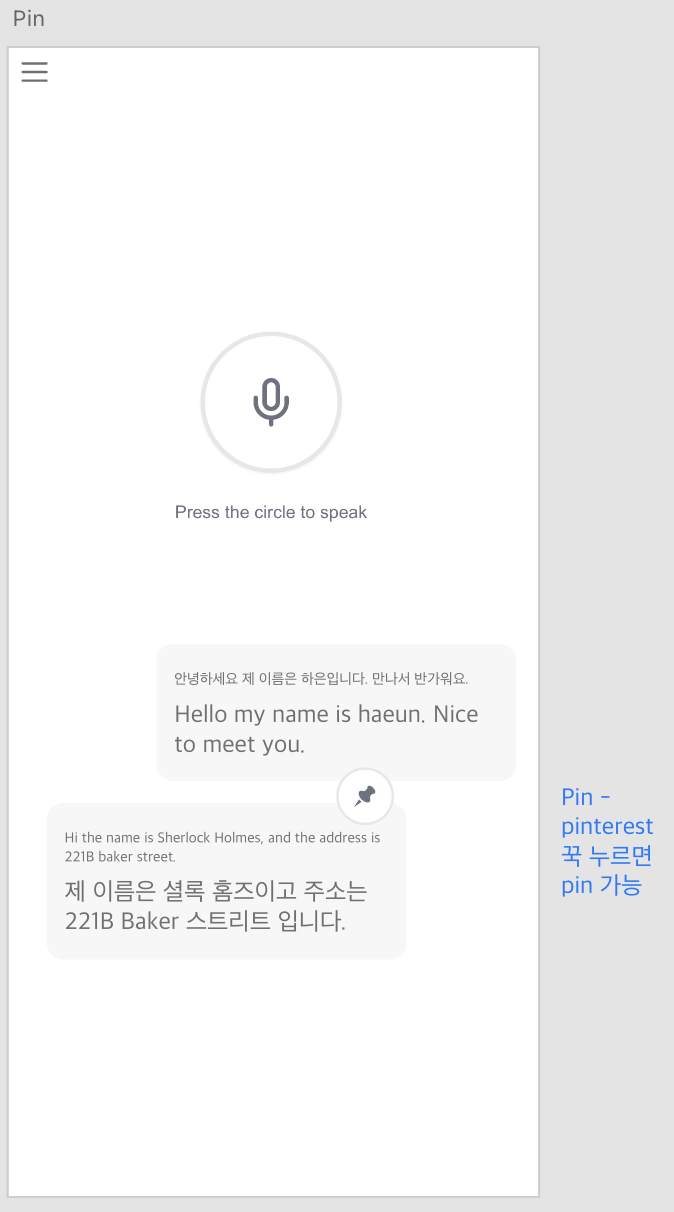 Pin
Press the circle to speak
안녕하세요 제 이름은 하은입니다. 만나서 반가워요.
Hello my name is haeun. Nice
to meet you.
Hi the name is Sherlock Holmes, and the address is
221B baker street.
제 이름은 셜록 홈즈이고 주소는
221B Baker 스트리트 입니다.
Pin -
pinterest
꾹 누르면
pin 가능